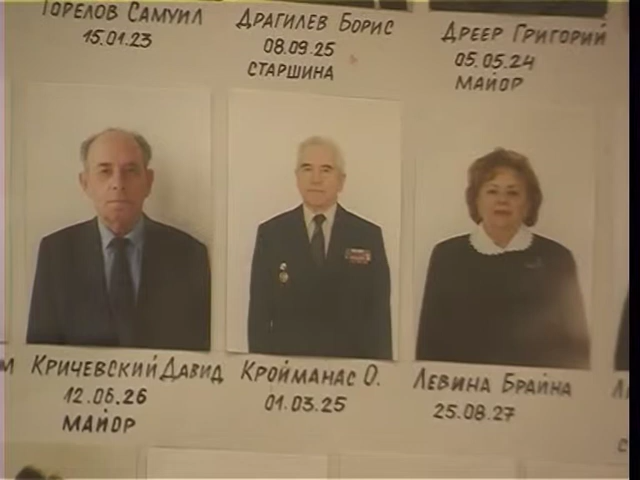 ГОРЕЛОВ САМУИЛ
15.01.23
ДРАГИЛЕВ БОРИС
08.09.25
СТАРШИНА
ДРЕЕР ГРИГОРИЙ
05.05.24
МАЙОР
КРИЧЕВСКИЙ ДАВИД
12.06.26
МАЙОР
КРОЙМАНАС О.
01.03.25
ЛЕВИНА БРАЙНА
25.08.27